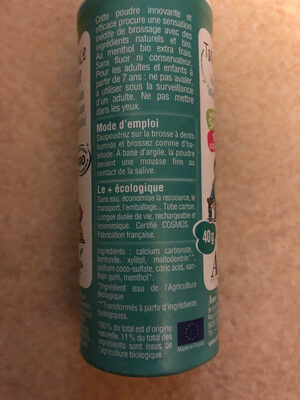 Cette poudre innovante et
efficace procure une sensation
inédite de brossage avec des
ingrédients naturels et bio.
Au menthol bio extra frais.
Sans fluor ni conservateur.
Pour les adultes et enfants à
partir de 7 ans : ne pas avaler
À utiliser sous la surveillance
d'un adulte. Ne pas mettre
dans les yeux.
Mode d'emploi
Saupoudrez sur la brosse à dents
humide et brossez comme d'ha-
bitude. À base d'argile, la poudre
devient une mousse fine au
contact de la salive.
Le + écologique
Sans eau, économise la ressource, le
transport, l'emballage... Tube carton.
Longue durée de vie, rechargeable et
économique. Certifié COSMOS.
Fabrication française.
Ingrédients : calcium carbonate,
bentonite, xylitol, maltodextrin**,
sodium coco-sulfate, citric acid, xan-
than gum, menthol*.
*Ingrédient issu de l'Agriculture
Biologique
**Transformés à partir d'ingrédients
biologiques.
100% du total est d'origine
naturelle. 11% du total des
ingrédients sont issus de
l'Agriculture biologique.
Made in France
40g